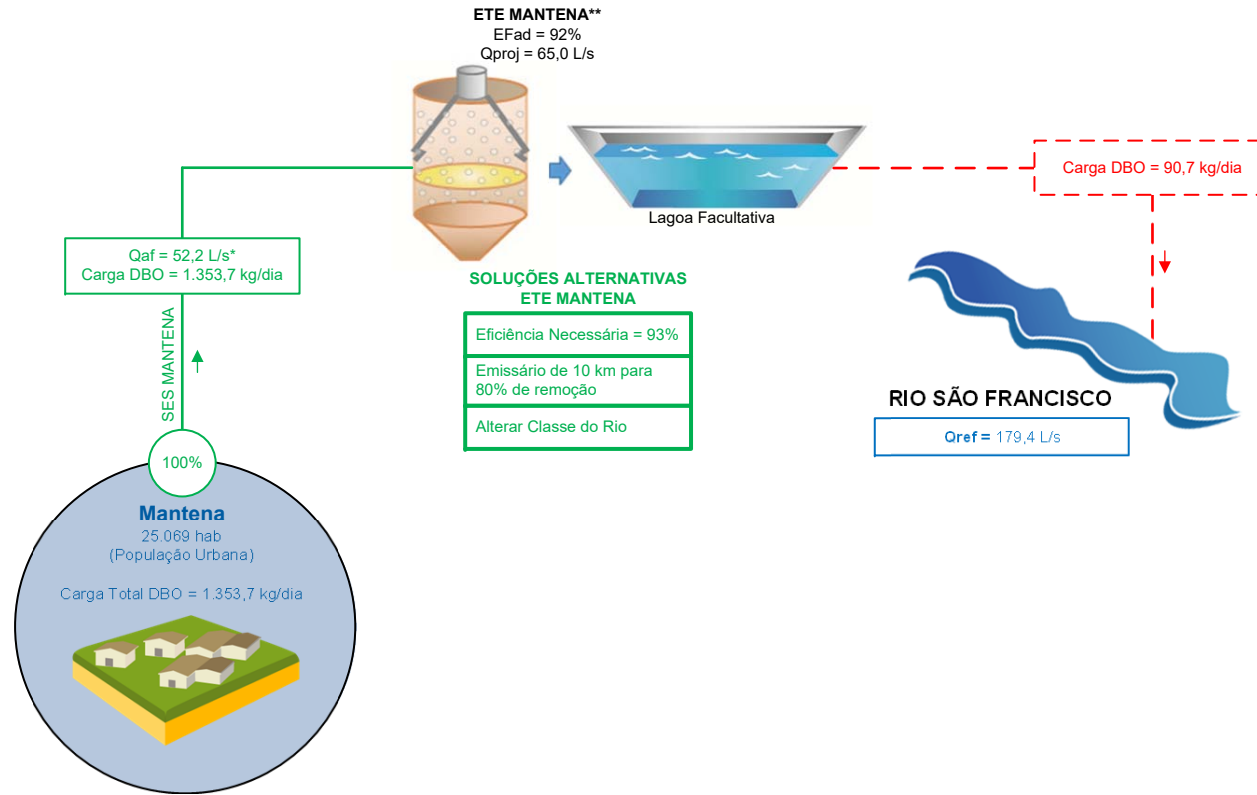 ETE MANTENA**
EFad = 92%
Qproj = 65,0 L/s
Lagoa Facultativa
Carga DBO = 90,7 kg/dia
Qaf = 52,2 L/s*
Carga DBO = 1.353,7 kg/dia
SES MANTENA
SOLUÇÕES ALTERNATIVAS
ETE MANTENA
Eficiência Necessária = 93%
Emissário de 10 km para
80% de remoção
Alterar Classe do Rio
RIO SÃO FRANCISCO
Qref = 179,4 L/s
100%
Mantena
25.069 hab
(População Urbana)
Carga Total DBO = 1.353,7 kg/dia